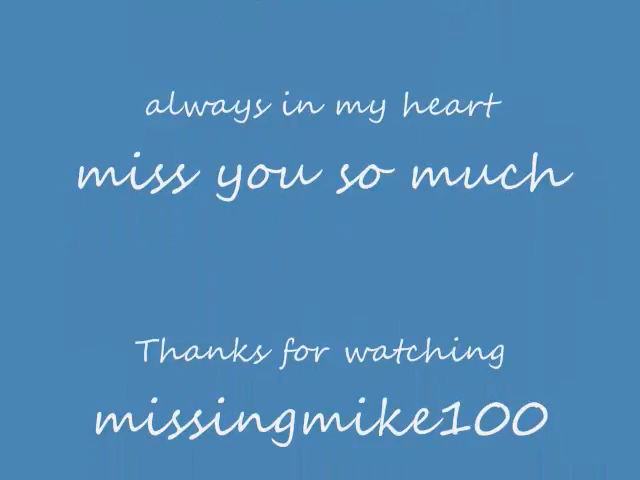 always in my heart
miss you so much
Thanks for watching
missingmike100